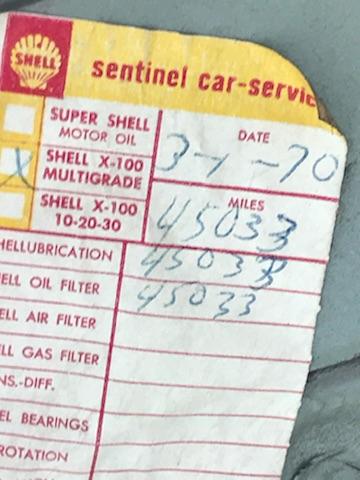 SHELL
sentinel car-servic
SUPER SHELL
MOTOR OIL
DATE
X SHELL X-100
MULTIGRADE
3-1-70
SHELL X-100
10-20-30
MILES
45033
HELLUBRICATION 45033
ELL OIL FILTER 45033
ELL AIR FILTER
LL GAS FILTER
NS.-DIFF.
EL BEARINGS
ROTATION